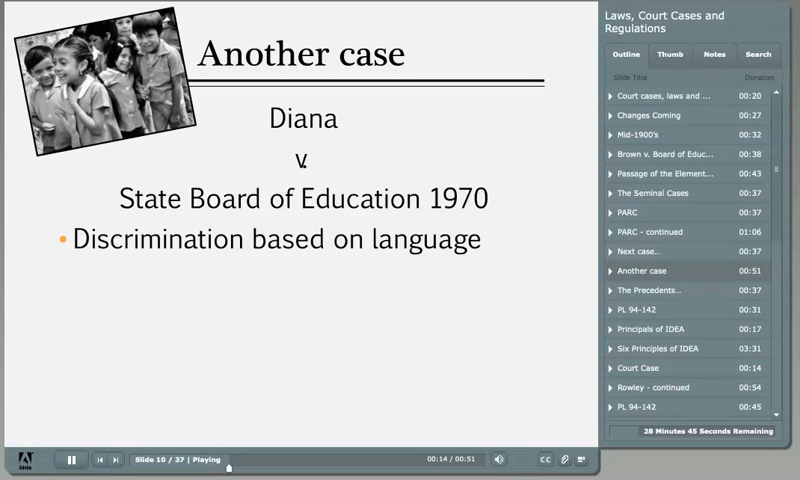 Another case
Diana
v.
State Board of Education 1970
• Discrimination based on language
Laws, Court Cases and
Regulations
Outline Thumb Notes Search
Slide Title Duration
Court cases, laws and ... 00:20
Changes Coming 00:27
Mid-1900's 00:32
Brown v. Board of Educ... 00:38
Passage of the Element... 00:43
The Seminal Cases 00:37
PARC 00:37
PARC - continued 01:06
Next case... 00:37
Another case 00:51
The Precedents... 00:37
PL 94-142 00:31
Principals of IDEA 00:17
Six Principles of IDEA 03:31
Court Case 00:14
Rowley - continued 00:54
PL 94-142 00:45
28 Minutes 45 Seconds Remaining
Adobe Slide 10 / 37 | Playing 00:14 / 00:51 CC